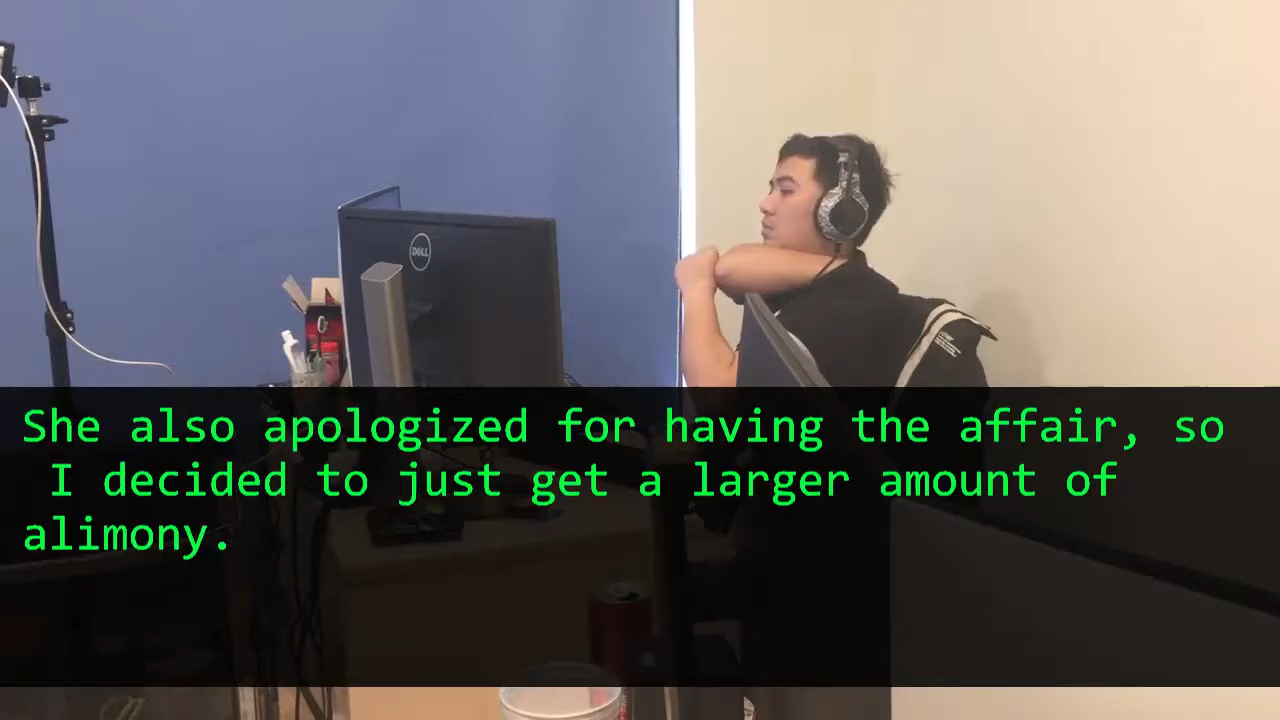 DELL
She also apologized for having the affair, so
I decided to just get a larger amount of
alimony.